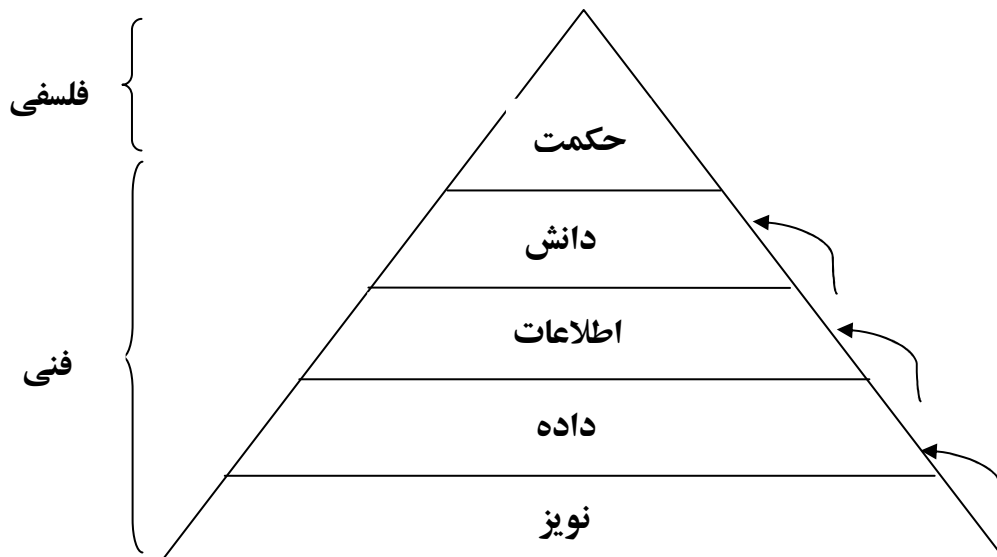 فلسفی
حکمت
دانش
اطلاعات
فنی
داده
نویز